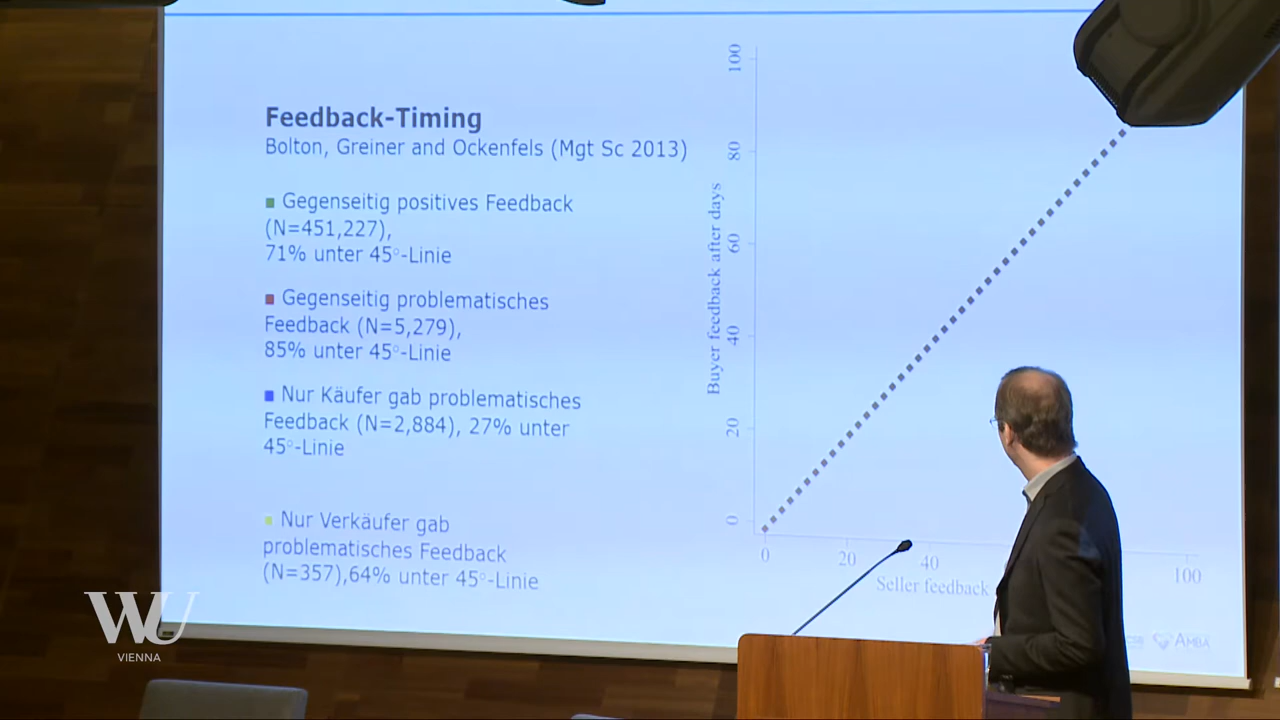 Feedback-Timing
Bolton, Greiner and Ockenfels (Mgt Sc 2013)
Gegenseitig positives Feedback
(N=451,227),
71% unter 45°-Linie
Gegenseitig problematisches
Feedback (N=5,279),
85% unter 45°-Linie
Nur Käufer gab problematisches
Feedback (N=2,884), 27% unter
45°-Linie
Nur Verkäufer gab
problematisches Feedback
(N=357),64% unter 45°-Linie
Buyer feedback after days
100
80
60
40
20
0
0
20
40
100
Seller feedback
AMBA
WU
VIENNA